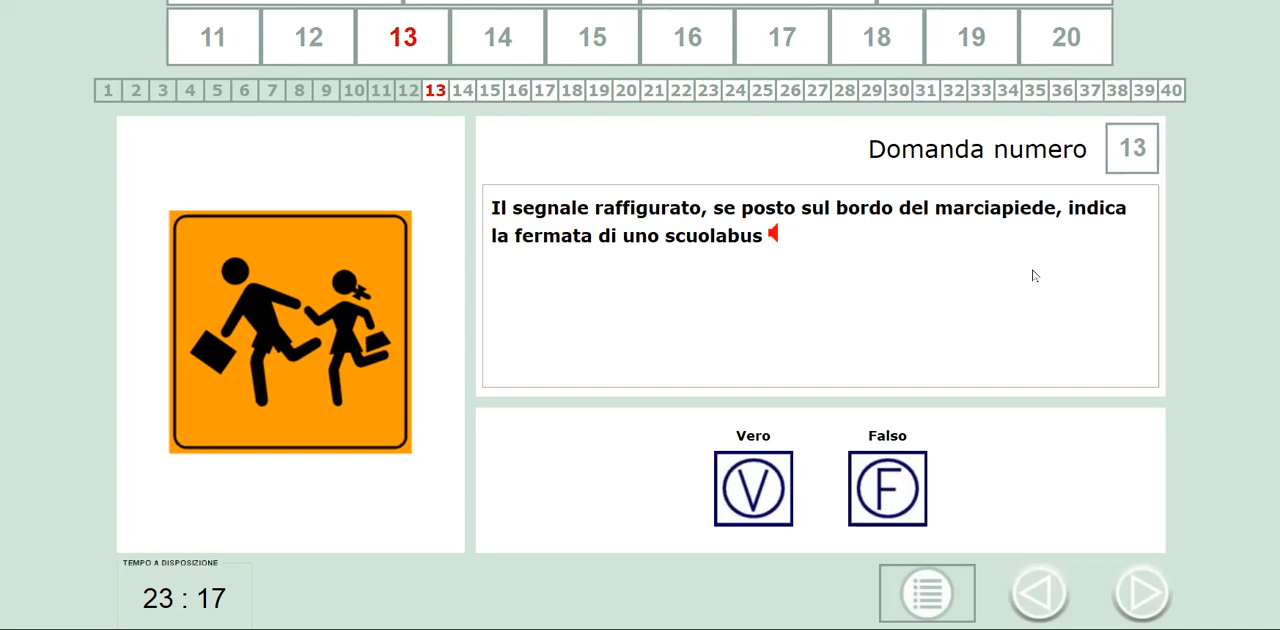 11 12 13 14 15 16 17 18 19 20
1 2 3 4 5 6 7 8 9 10 11 12 13 14 15 16 17 18 19 20 21 22 23 24 25 26 27 28 29 30 31 32 33 34 35 36 37 38 39 40
Domanda numero 13
Il segnale raffigurato, se posto sul bordo del marciapiede, indica
la fermata di uno scuolabus
Vero Falso
V F
TEMPO A DISPOSIZIONE
23 : 17